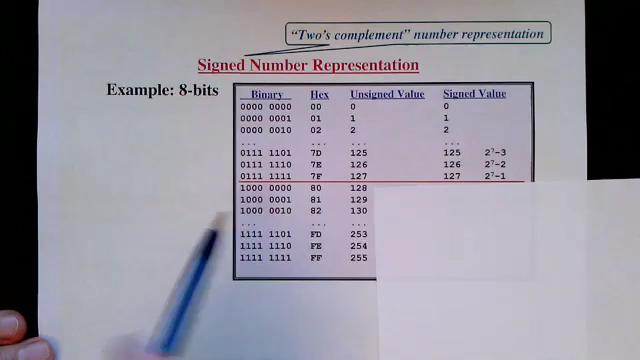 “Two's complement” number representation
Signed Number Representation
Example: 8-bits
Binary Hex Unsigned Value Signed Value
0000 0000 00 0 0
0000 0001 01 1 1
0000 0010 02 2 2
... ... ... ...
0111 1101 7D 125 125 2⁷-3
0111 1110 7E 126 126 2⁷-2
0111 1111 7F 127 127 2⁷-1
1000 0000 80 128
1000 0001 81 129
1000 0010 82 130
... ... ...
1111 1101 FD 253
1111 1110 FE 254
1111 1111 FF 255